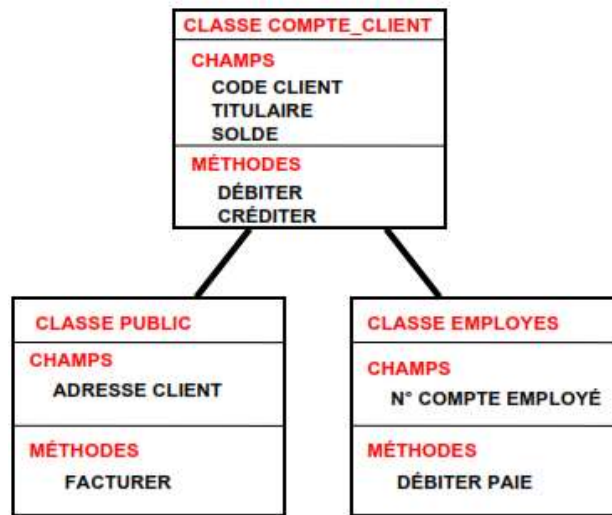 CLASSE COMPTE_CLIENT
CHAMPS
CODE CLIENT
TITULAIRE
SOLDE
MÉTHODES
DÉBITER
CRÉDITER
CLASSE PUBLIC
CHAMPS
ADRESSE CLIENT
MÉTHODES
FACTURER
CLASSE EMPLOYES
CHAMPS
N° COMPTE EMPLOYÉ
MÉTHODES
DÉBITER PAIE